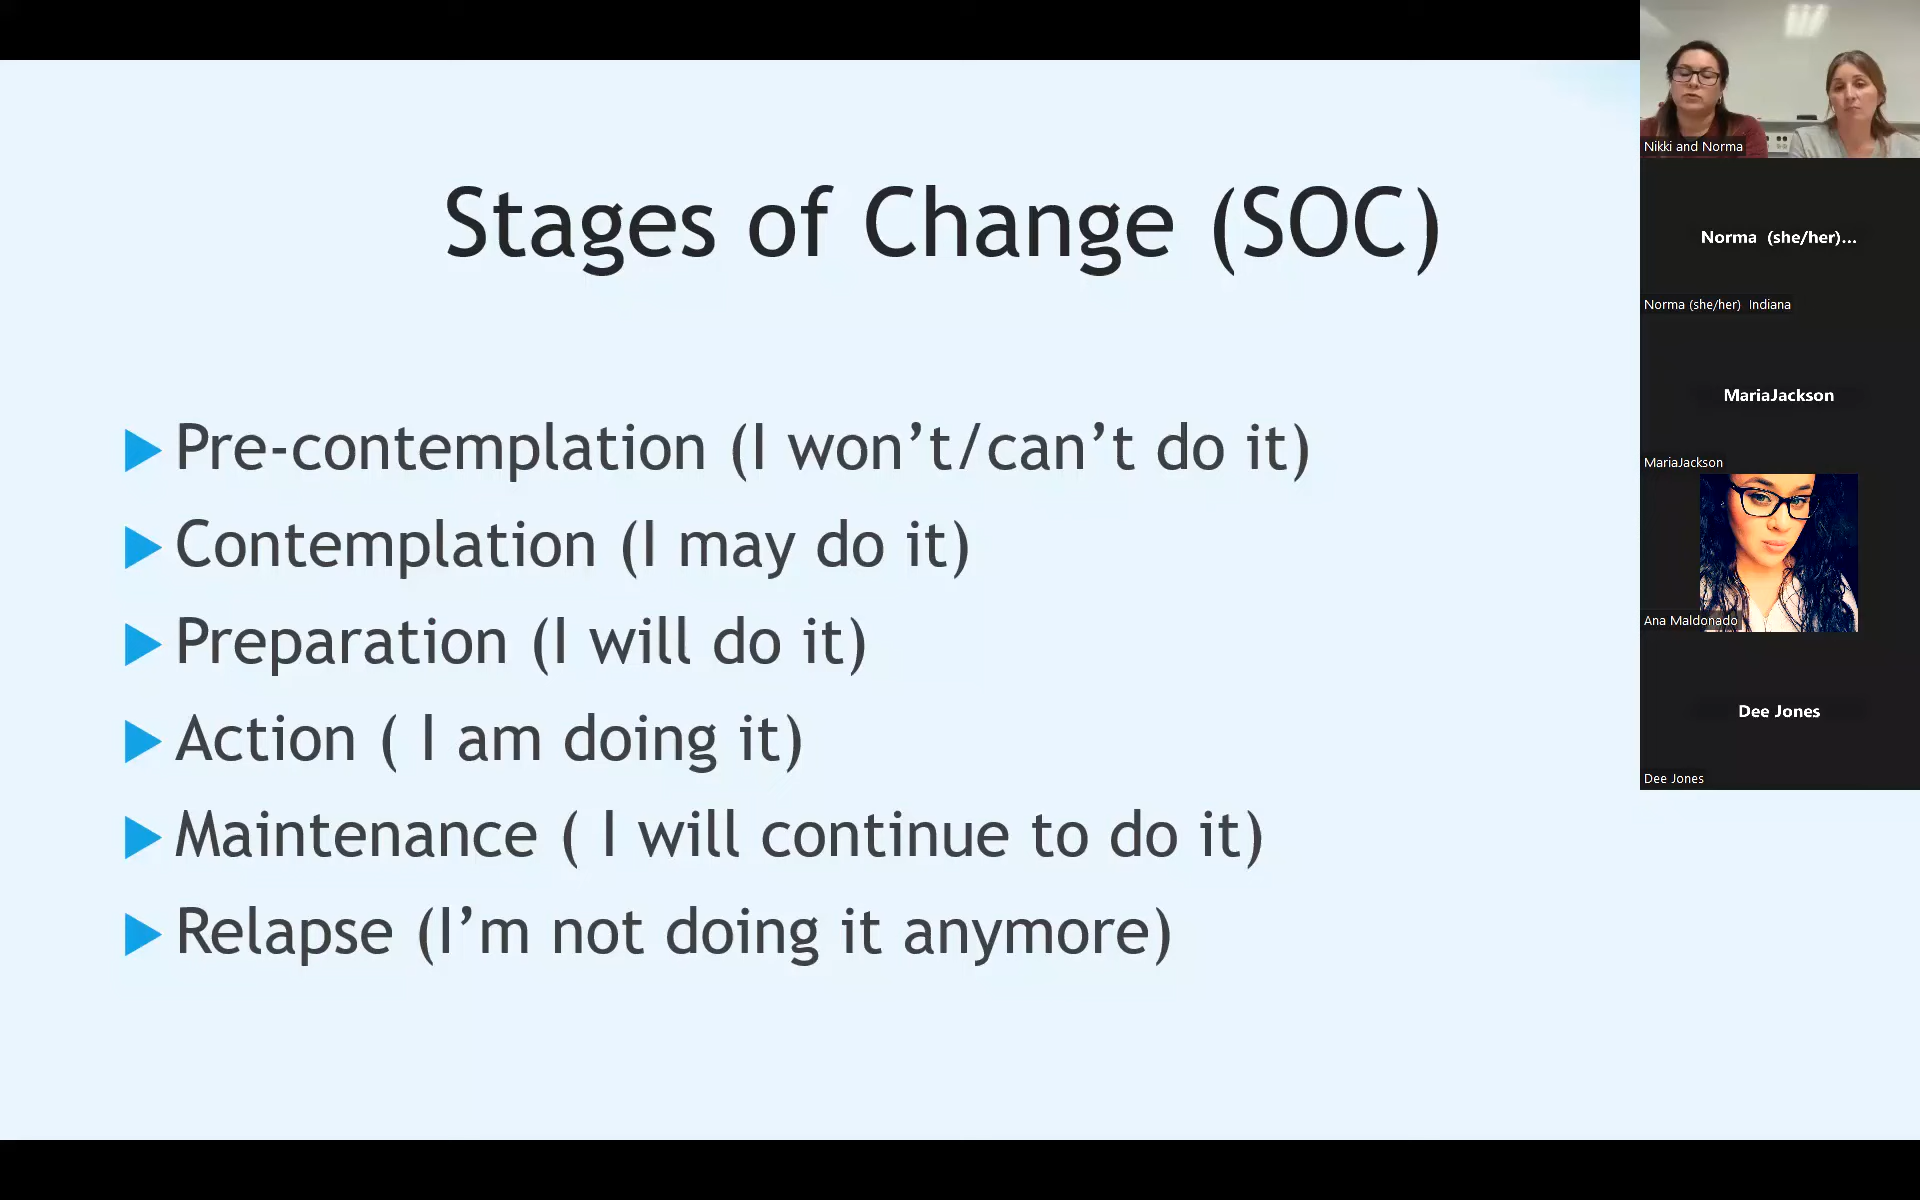 Stages of Change (SOC)
Pre-contemplation (I won’t/can’t do it)
Contemplation (I may do it)
Preparation (I will do it)
Action ( I am doing it)
Maintenance ( I will continue to do it)
Relapse (I’m not doing it anymore)
Nikki and Norma
Norma (she/her)...
Norma (she/her) Indiana
MariaJackson
MariaJackson
Ana Maldonado
Dee Jones
Dee Jones